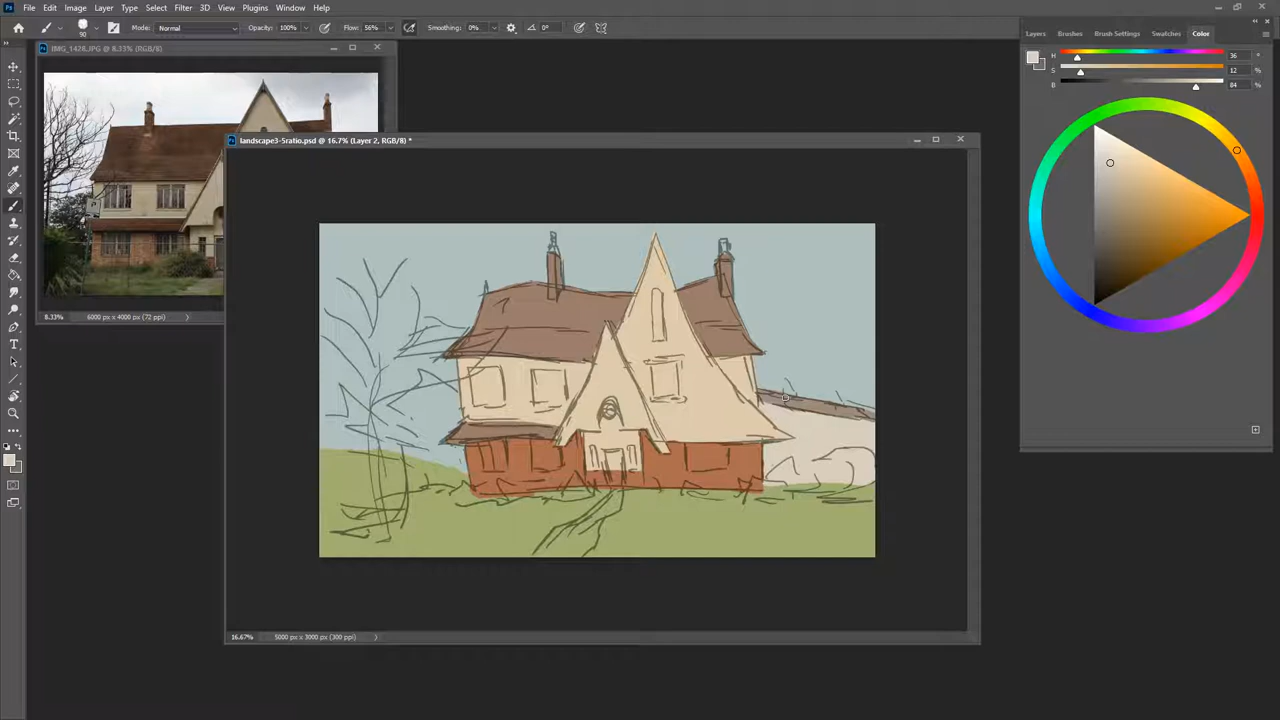 File Edit Image Layer Type Select Filter 3D View Plugins Window Help
90 Mode: Normal Opacity: 100% Flow: 56% Smoothing: 0% 0°
Layers Brushes Brush Settings Swatches Color
IMG_1428.JPG @ 8.33% (RGB/8)
H 36 °
S 12 %
B 84 %
landscape3-5ratio.psd @ 16.7% (Layer 2, RGB/8) *
8.33% 6000 px x 4000 px (72 ppi)
16.67% 5000 px x 3000 px (300 ppi)